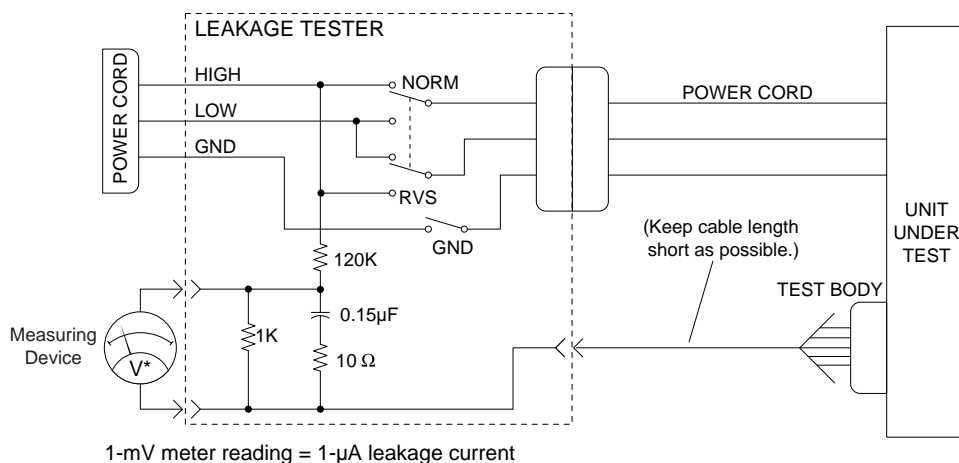 LEAKAGE TESTER
POWER CORD
HIGH
NORM
LOW
GND
RVS
GND
120K
0.15µF
1K
10 Ω
Measuring
Device
V*
POWER CORD
(Keep cable length
short as possible.)
TEST BODY
UNIT
UNDER
TEST
1-mV meter reading = 1-µA leakage current